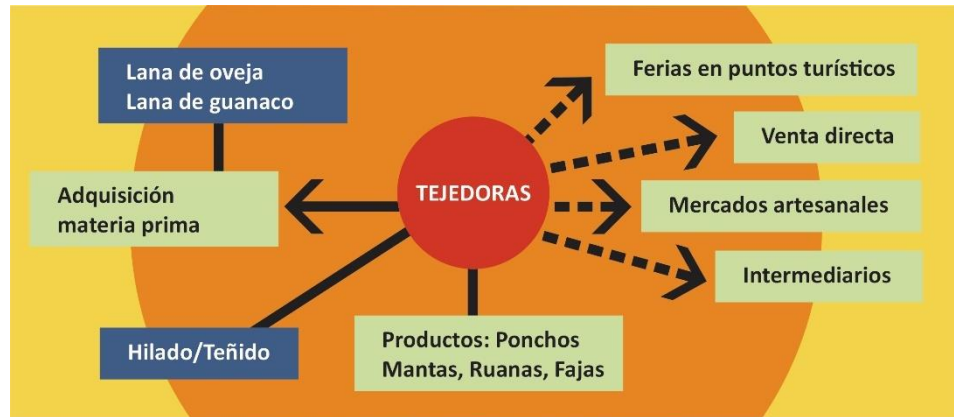 Lana de oveja
Lana de guanaco
Adquisición
materia prima
Hilado/Teñido
TEJEDORAS
Productos: Ponchos
Mantas, Ruanas, Fajas
Ferias en puntos turísticos
Venta directa
Mercados artesanales
Intermediarios